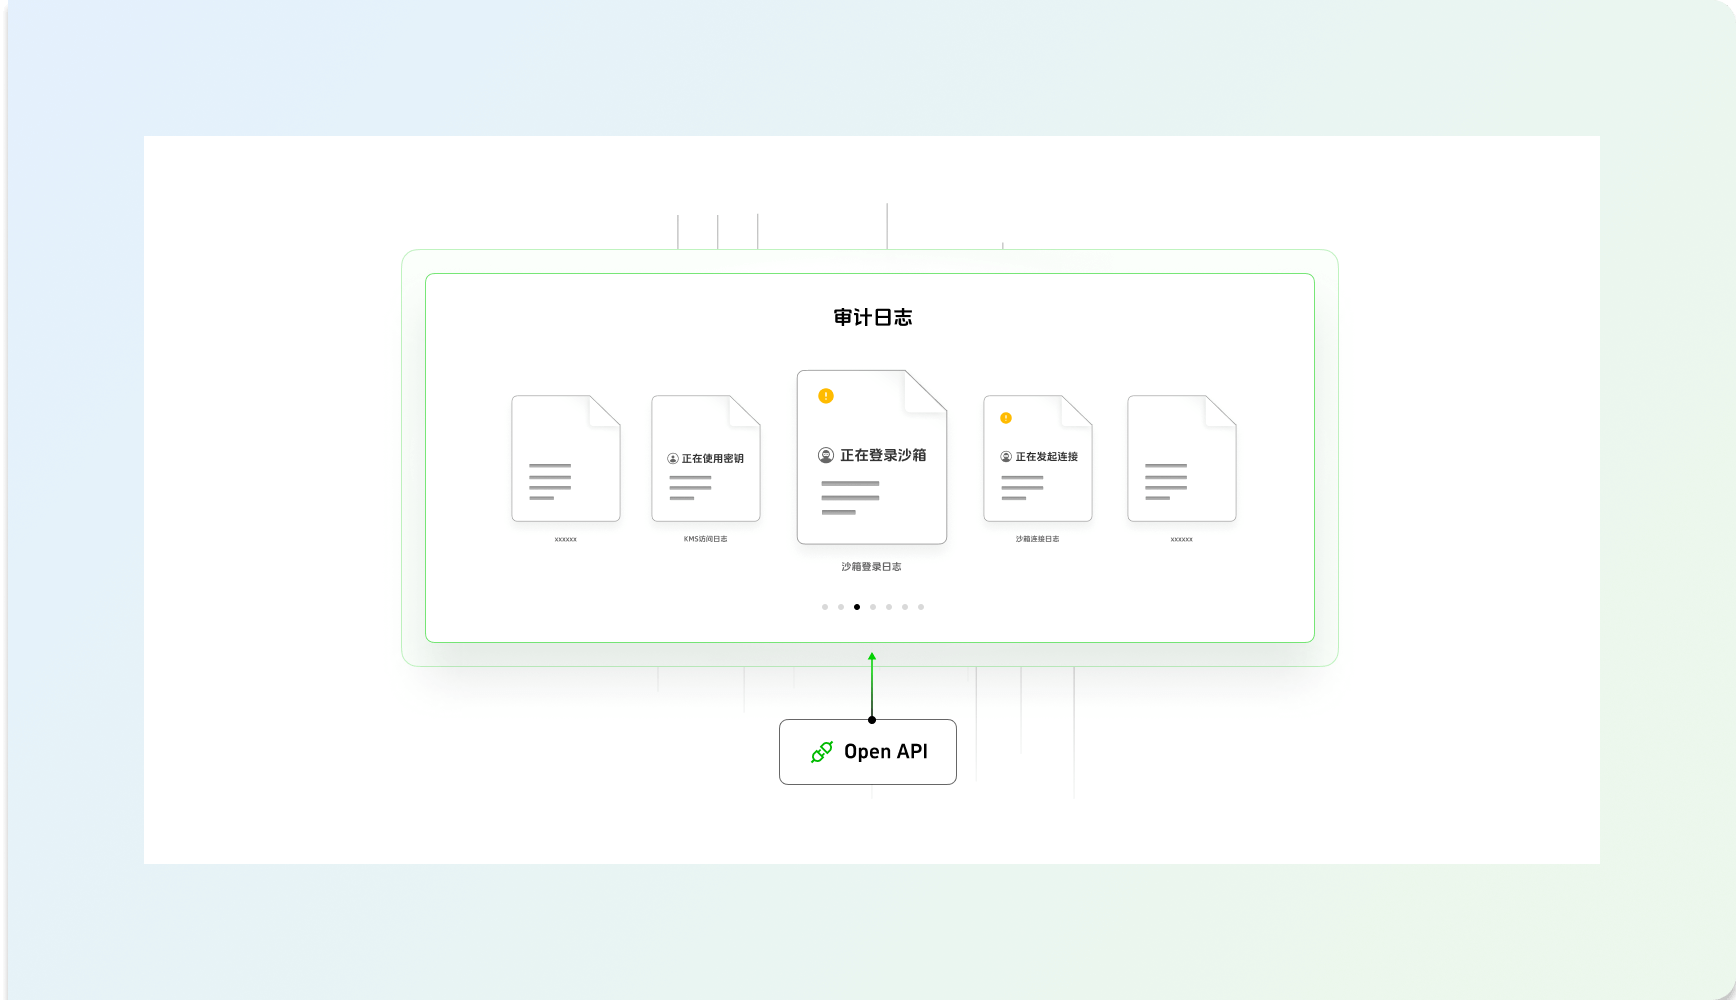 审计日志
正在使用密钥
正在登录沙箱
正在发起连接
xxxxxx
KMS访问日志
沙箱登录日志
沙箱连接日志
xxxxxx
Open API